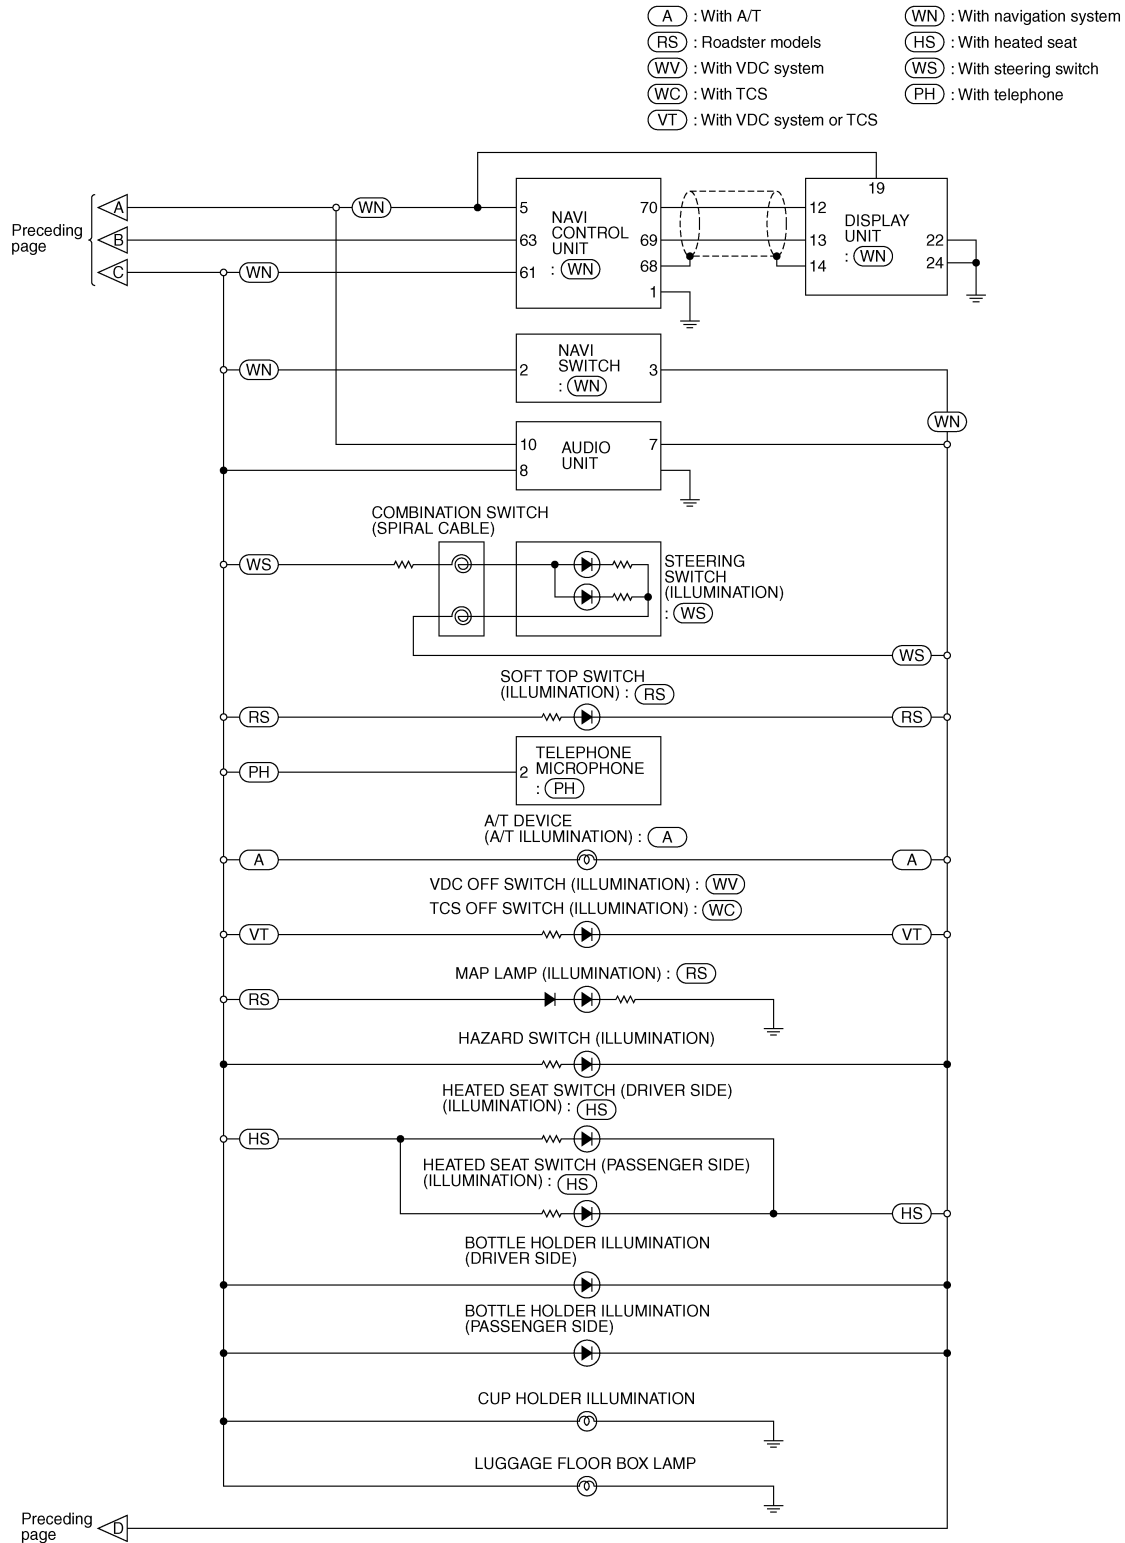 A : With A/T
RS : Roadster models
WV : With VDC system
WC : With TCS
VT : With VDC system or TCS
WN : With navigation system
HS : With heated seat
WS : With steering switch
PH : With telephone
Preceding
page
A
B
C
WN
WN
5
63
61
NAVI
CONTROL
UNIT
: WN
70
69
68
1
19
12
13
14
DISPLAY
UNIT
: WN
22
24
WN
2
NAVI
SWITCH
: WN
3
WN
10
8
AUDIO
UNIT
7
COMBINATION SWITCH
(SPIRAL CABLE)
WS
STEERING
SWITCH
(ILLUMINATION)
: WS
WS
SOFT TOP SWITCH
(ILLUMINATION) : RS
RS
RS
PH
2
TELEPHONE
MICROPHONE
: PH
A/T DEVICE
(A/T ILLUMINATION) : A
A
A
VDC OFF SWITCH (ILLUMINATION) : WV
TCS OFF SWITCH (ILLUMINATION) : WC
VT
VT
MAP LAMP (ILLUMINATION) : RS
RS
HAZARD SWITCH (ILLUMINATION)
HEATED SEAT SWITCH (DRIVER SIDE)
(ILLUMINATION) : HS
HS
HEATED SEAT SWITCH (PASSENGER SIDE)
(ILLUMINATION) : HS
HS
BOTTLE HOLDER ILLUMINATION
(DRIVER SIDE)
BOTTLE HOLDER ILLUMINATION
(PASSENGER SIDE)
CUP HOLDER ILLUMINATION
LUGGAGE FLOOR BOX LAMP
Preceding
page
D